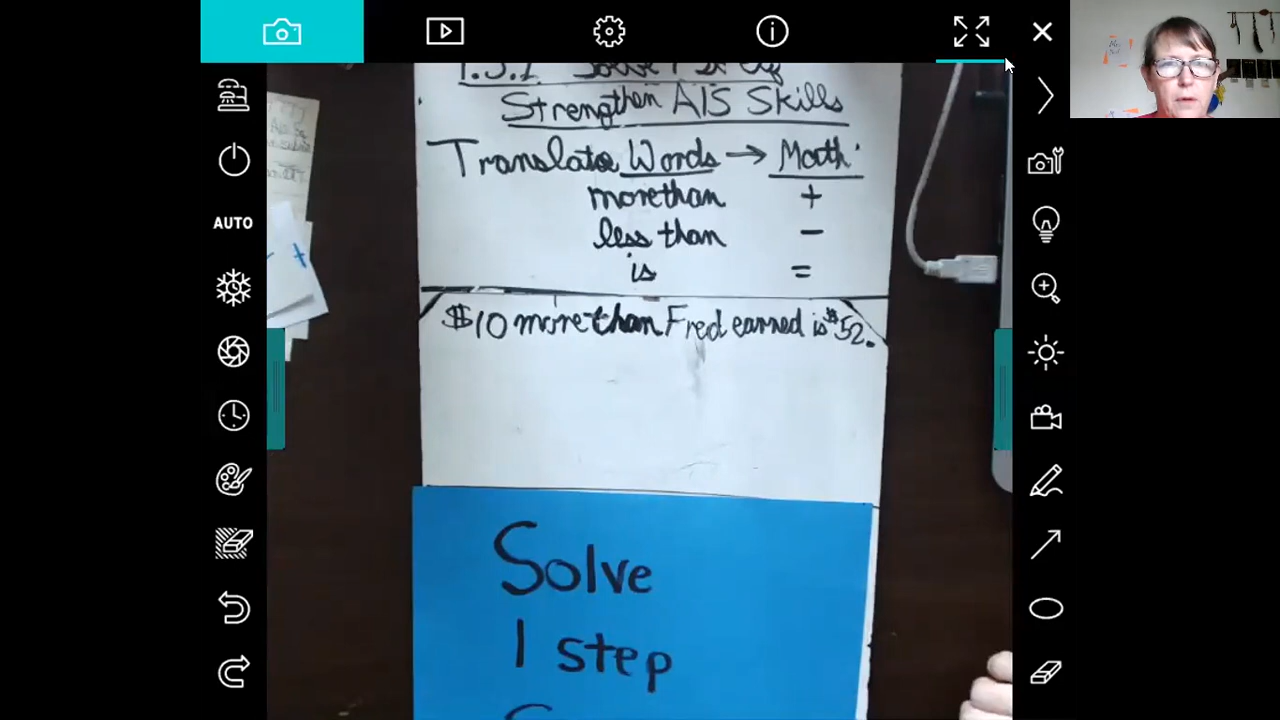 AUTO
Strengthen AIS Skills
Translate Words → Math
more than +
less than −
is =
$10 more than Fred earned is $52.
Solve
1 step